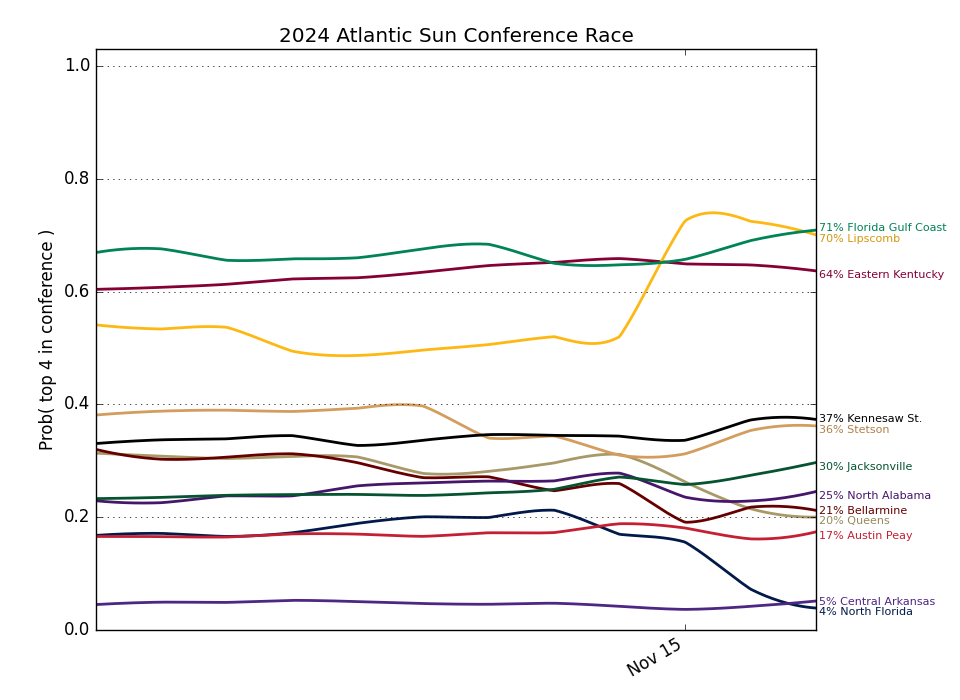 2024 Atlantic Sun Conference Race
Prob( top 4 in conference )
1.0
0.8
0.6
0.4
0.2
0.0
Nov 15
71% Florida Gulf Coast
70% Lipscomb
64% Eastern Kentucky
37% Kennesaw St.
36% Stetson
30% Jacksonville
25% North Alabama
21% Bellarmine
20% Queens
17% Austin Peay
5% Central Arkansas
4% North Florida